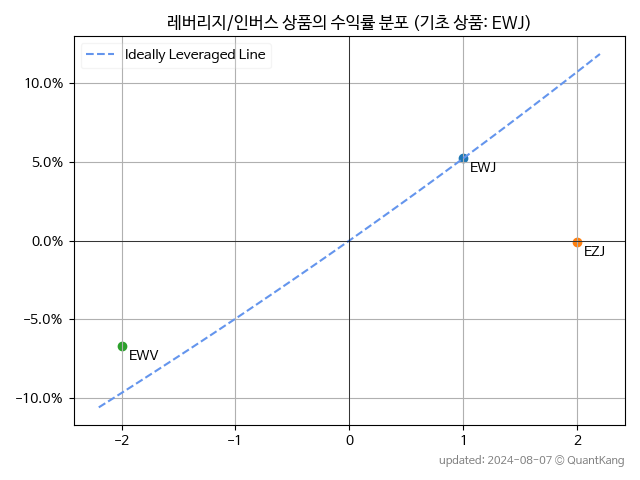 레버리지/인버스 상품의 수익률 분포 (기초 상품: EWJ)
Ideally Leveraged Line
10.0%
5.0%
EWJ
0.0%
EZJ
−5.0%
EWV
−10.0%
−2 −1 0 1 2
updated: 2024-08-07 © QuantKang